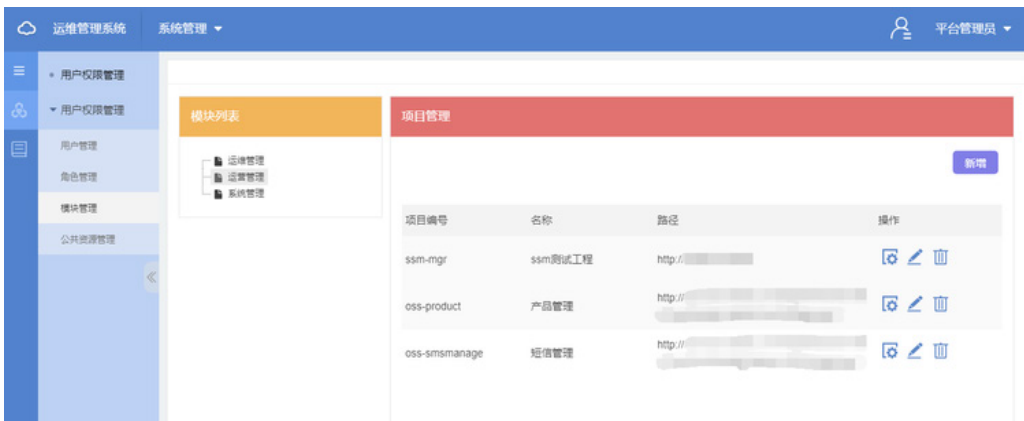 运维管理系统 系统管理 平台管理员
用户权限管理
用户权限管理
用户管理
角色管理
模块管理
公共资源管理
模块列表
运维管理
运营管理
系统管理
项目管理
新增
项目编号 名称 路径 操作
ssm-mgr ssm测试工程 http://
oss-product 产品管理 http://
oss-smsmanage 短信管理 http://